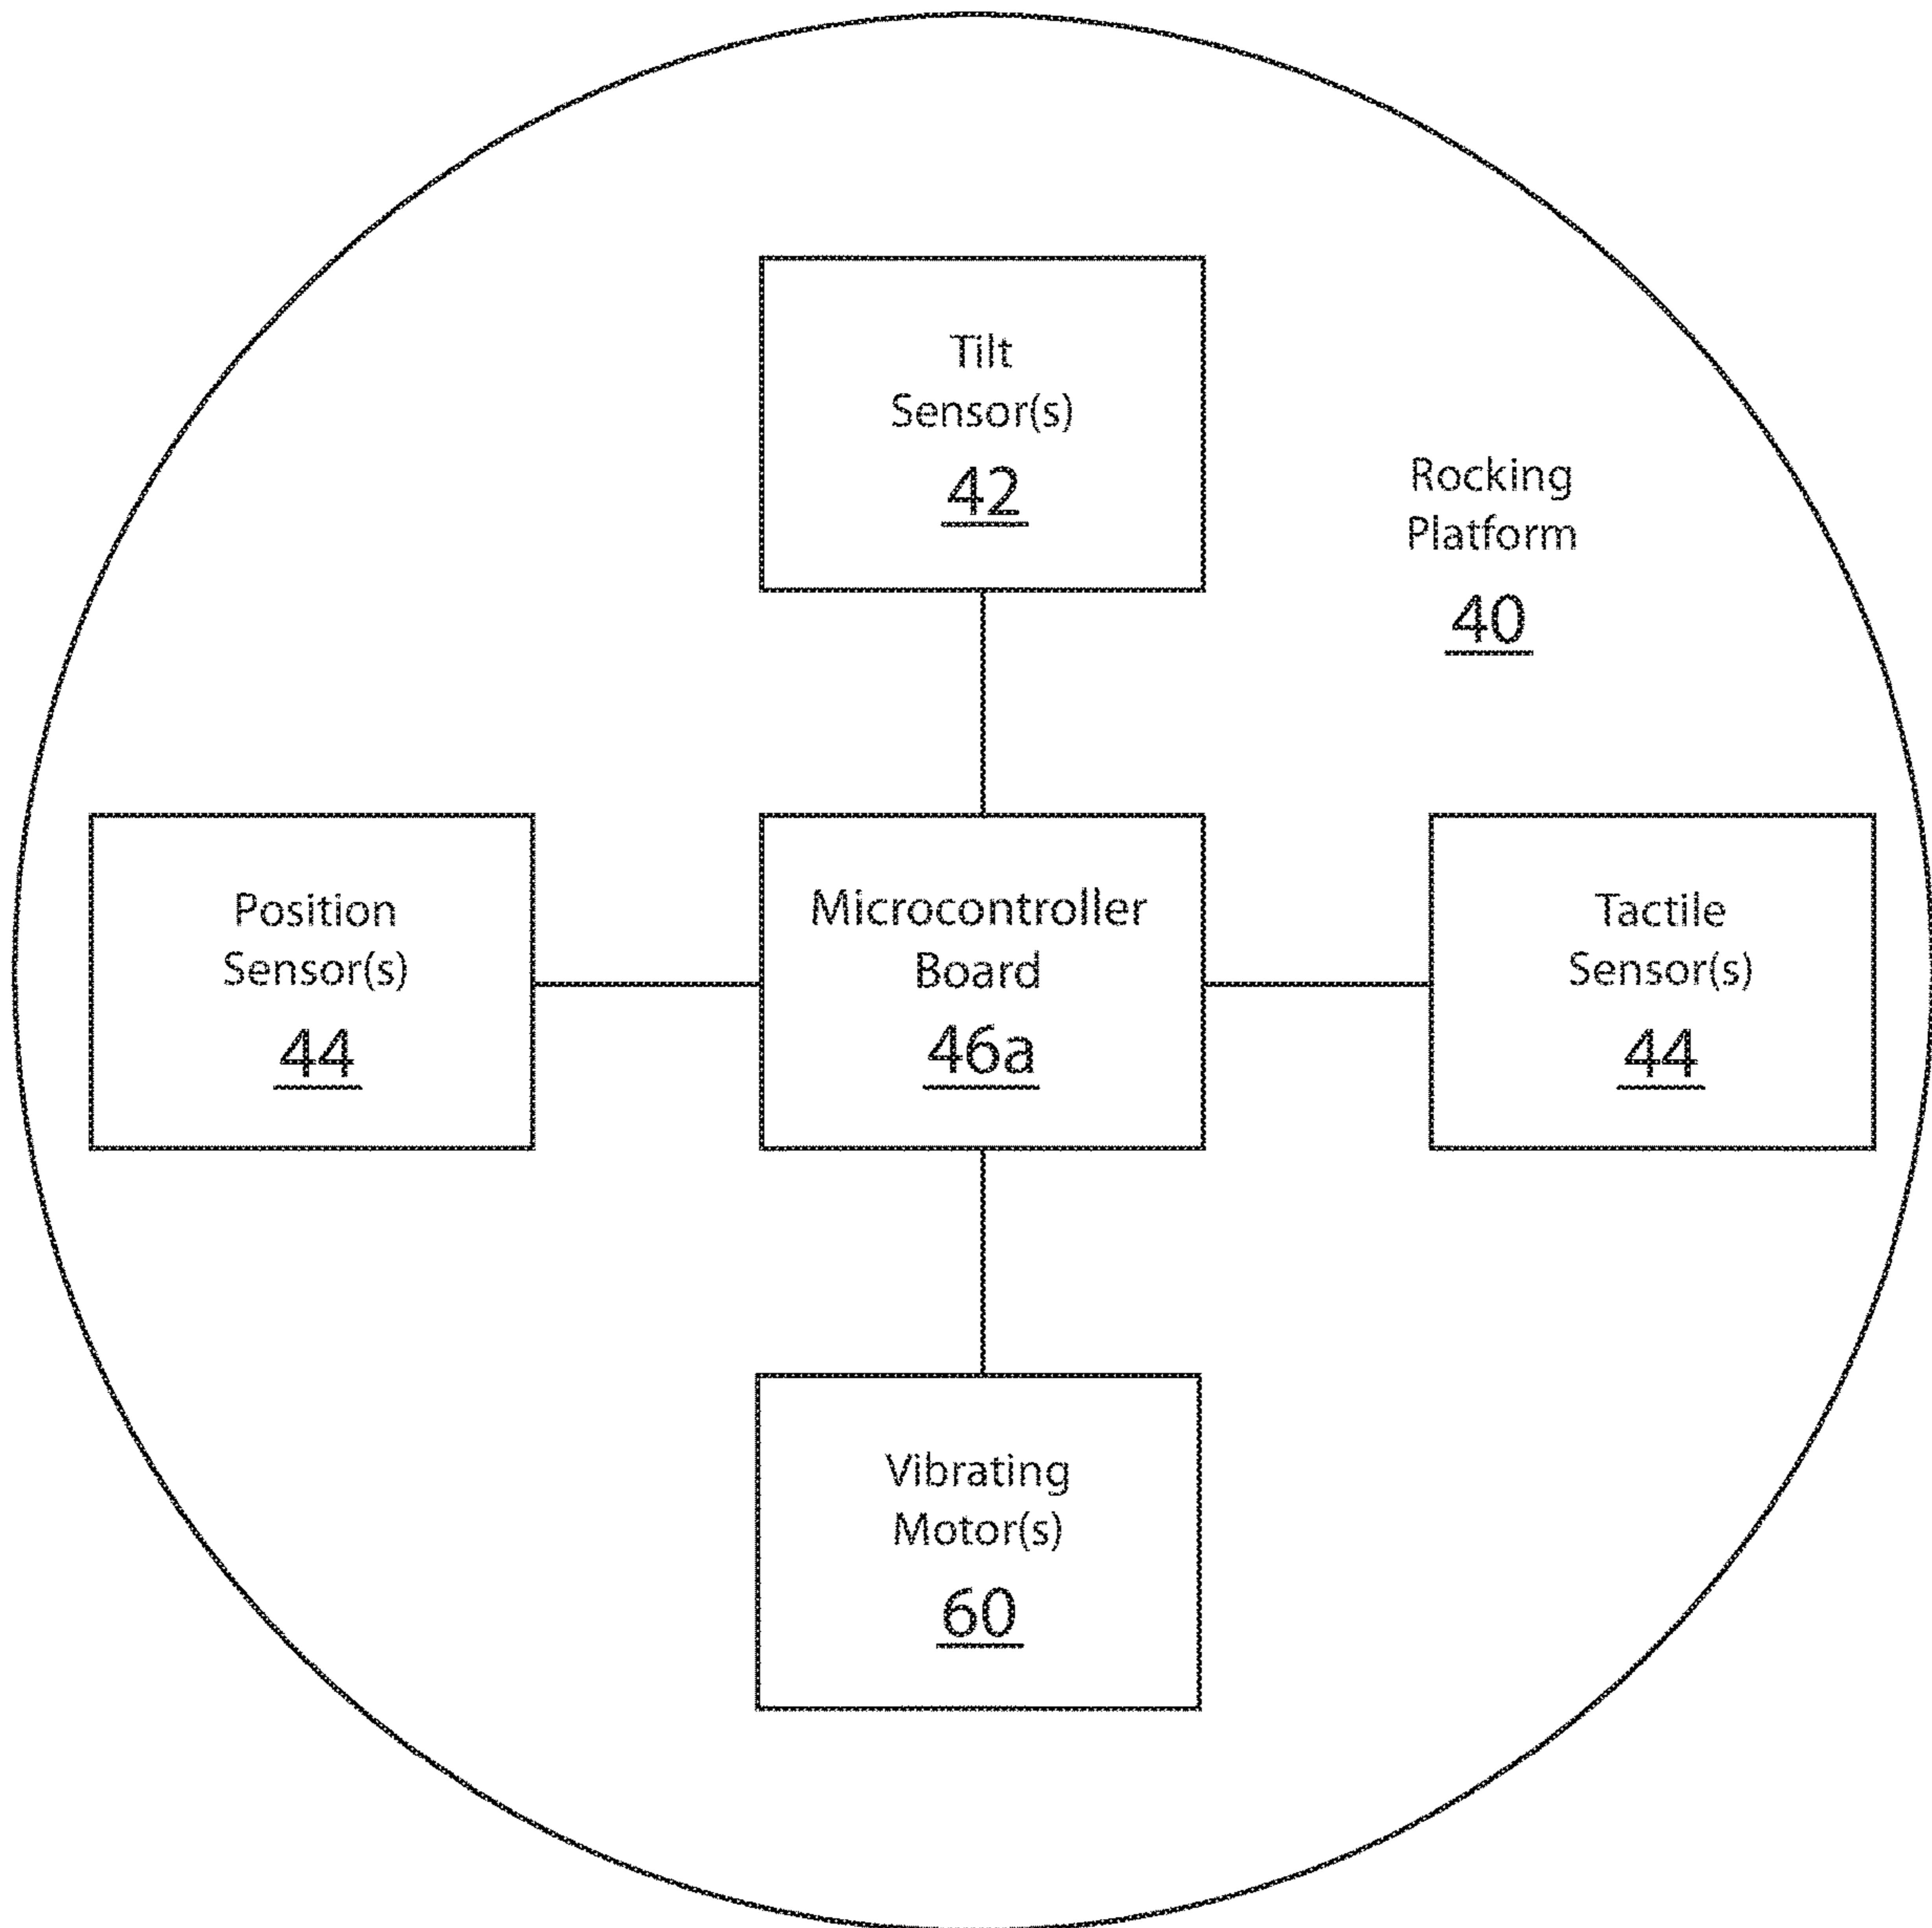 Tilt
Sensor(s)
42
Rocking
Platform
40
Position
Sensor(s)
44
Microcontroller
Board
46a
Tactile
Sensor(s)
44
Vibrating
Motor(s)
60